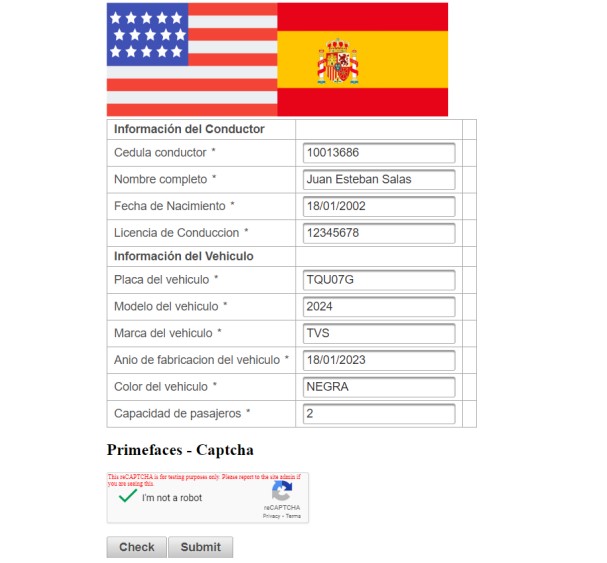 Información del Conductor
Cedula conductor * 10013686
Nombre completo * Juan Esteban Salas
Fecha de Nacimiento * 18/01/2002
Licencia de Conduccion * 12345678
Información del Vehiculo
Placa del vehiculo * TQU07G
Modelo del vehiculo * 2024
Marca del vehiculo * TVS
Anio de fabricacion del vehiculo * 18/01/2023
Color del vehiculo * NEGRA
Capacidad de pasajeros * 2
Primefaces - Captcha
This reCAPTCHA is for testing purposes only. Please report to the site admin if
you are seeing this.
I'm not a robot
reCAPTCHA
Privacy - Terms
Check Submit